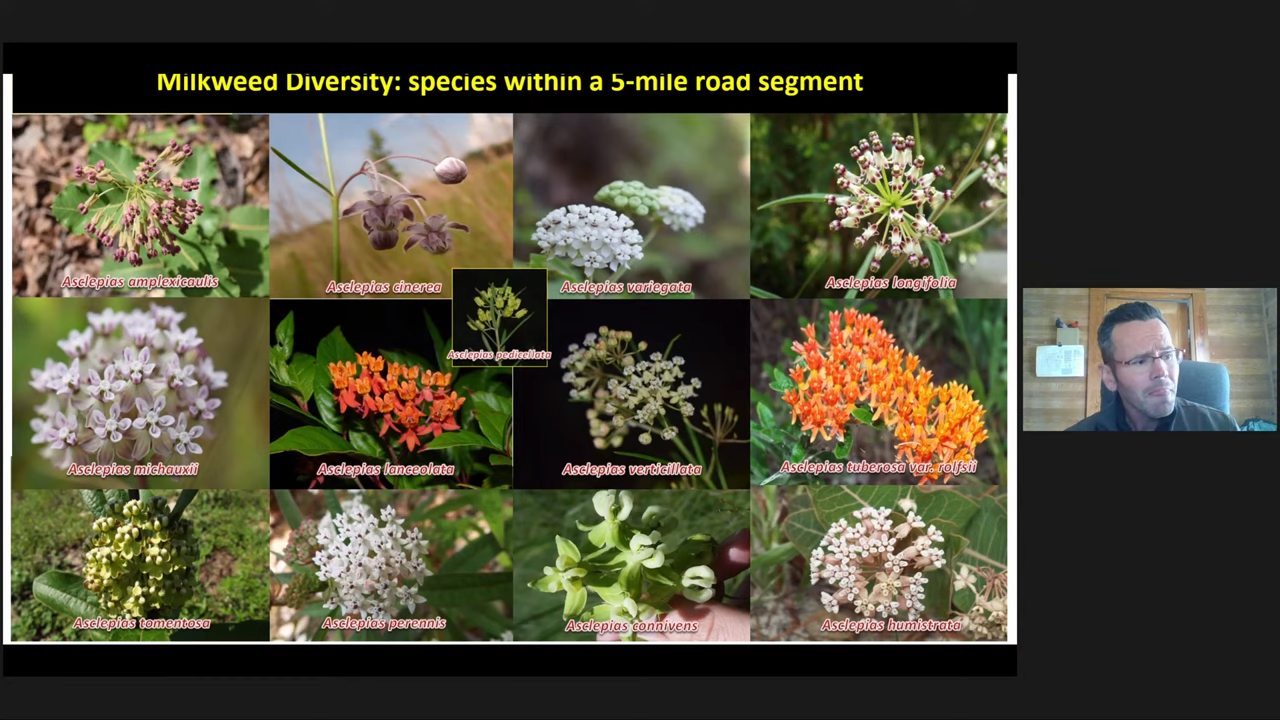 Milkweed Diversity: species within a 5-mile road segment
Asclepias amplexicaulis
Asclepias cinerea
Asclepias variegata
Asclepias longifolia
Asclepias pedicellata
Asclepias michauxii
Asclepias lanceolata
Asclepias verticillata
Asclepias tuberosa var. rolfsii
Asclepias tomentosa
Asclepias perennis
Asclepias connivens
Asclepias humistrata